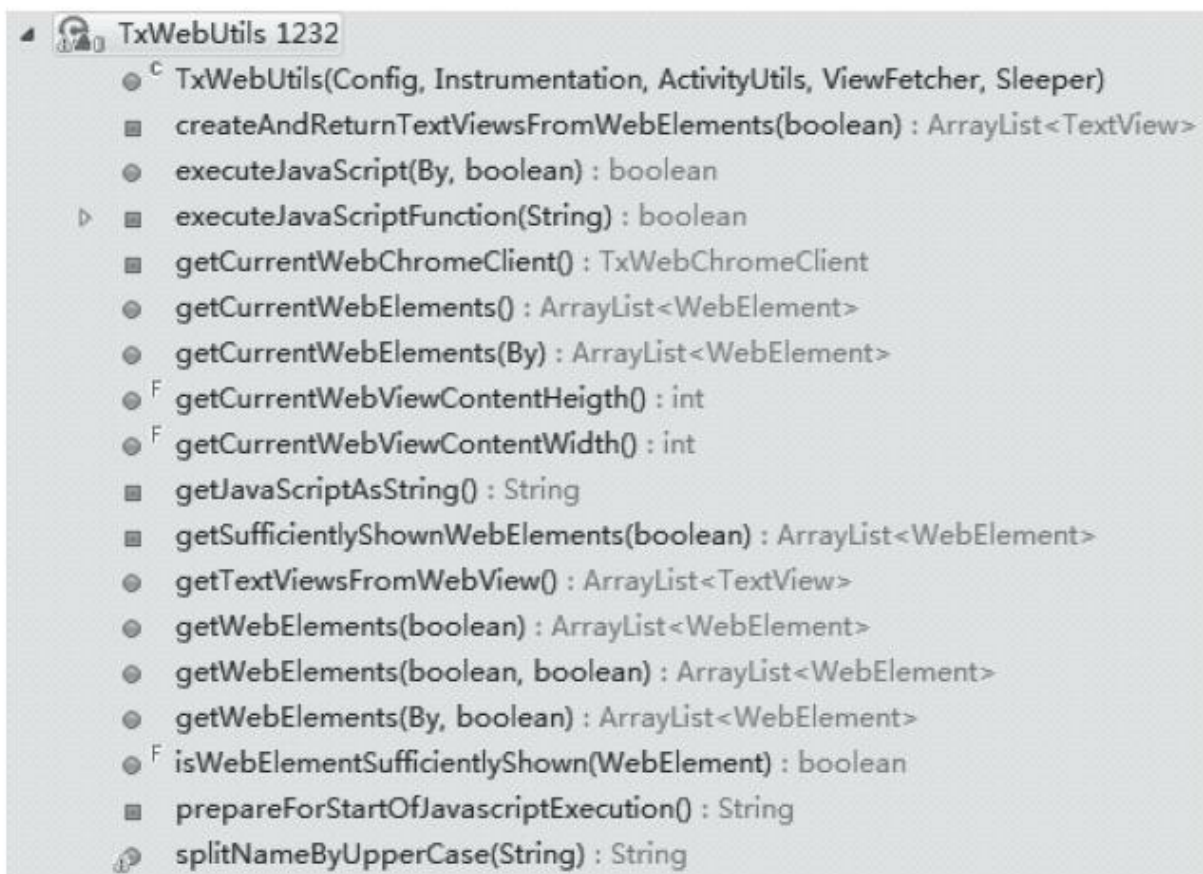 TxWebUtils 1232
C TxWebUtils(Config, Instrumentation, ActivityUtils, ViewFetcher, Sleeper)
createAndReturnTextViewsFromWebElements(boolean) : ArrayList<TextView>
executeJavaScript(By, boolean) : boolean
executeJavaScriptFunction(String) : boolean
getCurrentWebChromeClient() : TxWebChromeClient
getCurrentWebElements() : ArrayList<WebElement>
getCurrentWebElements(By) : ArrayList<WebElement>
F getCurrentWebViewContentHeigth() : int
F getCurrentWebViewContentWidth() : int
getJavaScriptAsString() : String
getSufficientlyShownWebElements(boolean) : ArrayList<WebElement>
getTextViewsFromWebView() : ArrayList<TextView>
getWebElements(boolean) : ArrayList<WebElement>
getWebElements(boolean, boolean) : ArrayList<WebElement>
getWebElements(By, boolean) : ArrayList<WebElement>
F isWebElementSufficientlyShown(WebElement) : boolean
prepareForStartOfJavascriptExecution() : String
splitNameByUpperCase(String) : String